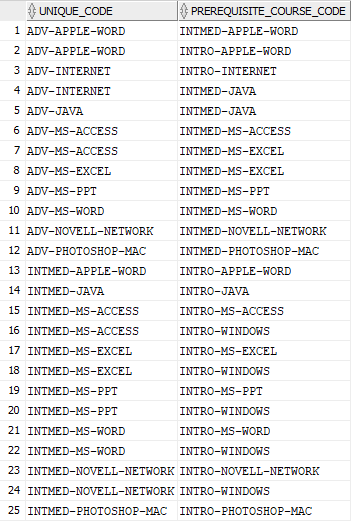 UNIQUE_CODE PREREQUISITE_COURSE_CODE
1 ADV-APPLE-WORD INTMED-APPLE-WORD
2 ADV-APPLE-WORD INTRO-APPLE-WORD
3 ADV-INTERNET INTRO-INTERNET
4 ADV-INTERNET INTMED-JAVA
5 ADV-JAVA INTMED-JAVA
6 ADV-MS-ACCESS INTMED-MS-ACCESS
7 ADV-MS-ACCESS INTMED-MS-EXCEL
8 ADV-MS-EXCEL INTMED-MS-EXCEL
9 ADV-MS-PPT INTMED-MS-PPT
10 ADV-MS-WORD INTMED-MS-WORD
11 ADV-NOVELL-NETWORK INTMED-NOVELL-NETWORK
12 ADV-PHOTOSHOP-MAC INTMED-PHOTOSHOP-MAC
13 INTMED-APPLE-WORD INTRO-APPLE-WORD
14 INTMED-JAVA INTRO-JAVA
15 INTMED-MS-ACCESS INTRO-MS-ACCESS
16 INTMED-MS-ACCESS INTRO-WINDOWS
17 INTMED-MS-EXCEL INTRO-MS-EXCEL
18 INTMED-MS-EXCEL INTRO-WINDOWS
19 INTMED-MS-PPT INTRO-MS-PPT
20 INTMED-MS-PPT INTRO-WINDOWS
21 INTMED-MS-WORD INTRO-MS-WORD
22 INTMED-MS-WORD INTRO-WINDOWS
23 INTMED-NOVELL-NETWORK INTRO-NOVELL-NETWORK
24 INTMED-NOVELL-NETWORK INTRO-WINDOWS
25 INTMED-PHOTOSHOP-MAC INTRO-PHOTOSHOP-MAC